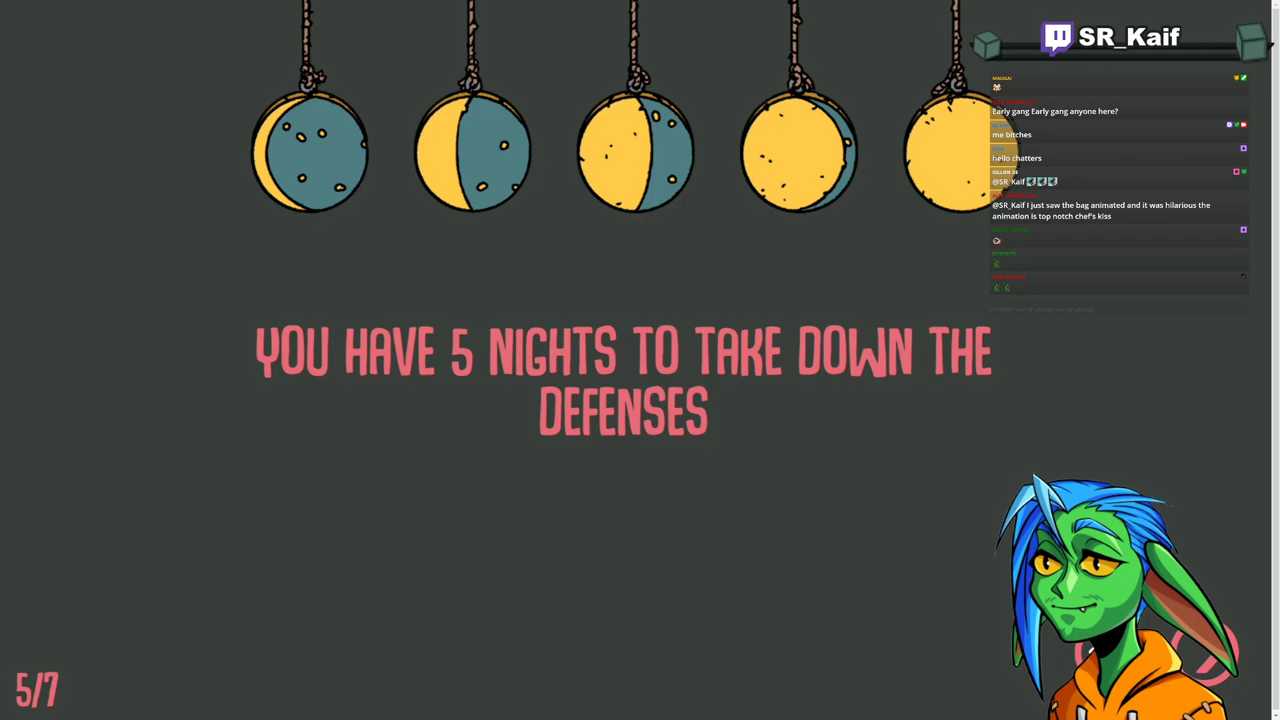 SR_Kaif
NINOSAI
Early gang Early gang anyone here?
me bitches
hello chatters
@SR_Kaif
@SR_Kaif I just saw the bag animated and it was hilarious the
animation is top notch chef's kiss
YOU HAVE 5 NIGHTS TO TAKE DOWN THE
DEFENSES
5/7